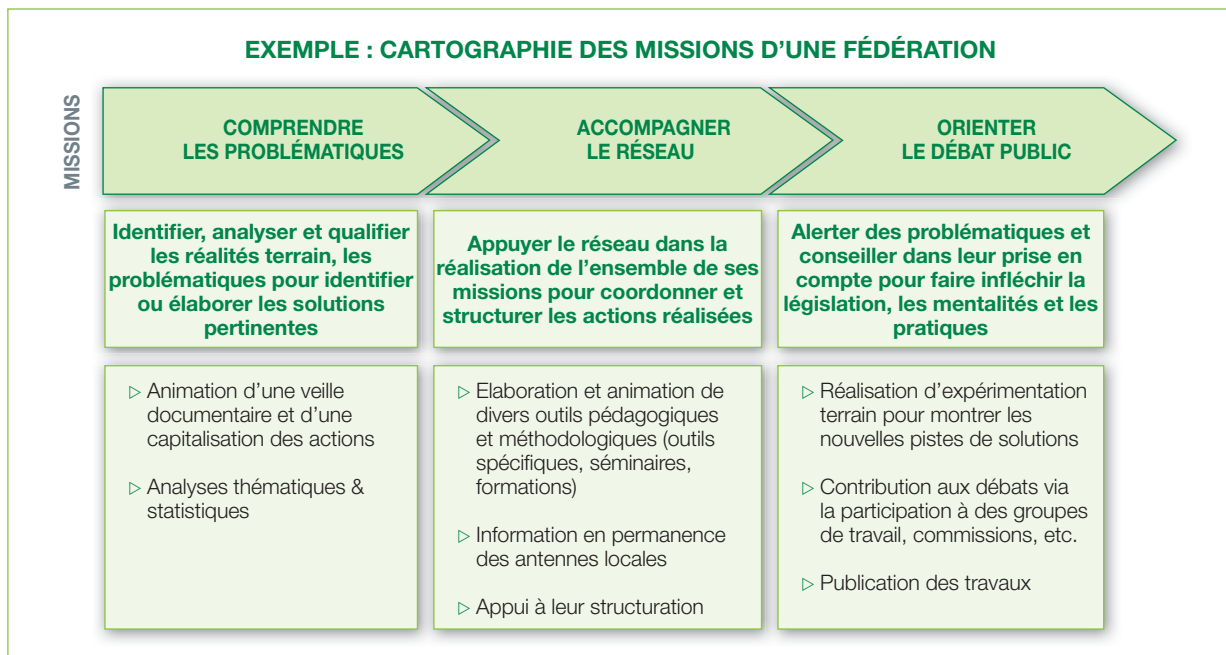 EXEMPLE : CARTOGRAPHIE DES MISSIONS D'UNE FÉDÉRATION
MISSIONS
COMPRENDRE
LES PROBLÉMATIQUES
ACCOMPAGNER
LE RÉSEAU
ORIENTER
LE DÉBAT PUBLIC
Identifier, analyser et qualifier
les réalités terrain, les
problématiques pour identifier
ou élaborer les solutions
pertinentes
Appuyer le réseau dans la
réalisation de l'ensemble de ses
missions pour coordonner et
structurer les actions réalisées
Alerter des problématiques et
conseiller dans leur prise en
compte pour faire infléchir la
législation, les mentalités et les
pratiques
▷ Animation d'une veille
documentaire et d'une
capitalisation des actions
▷ Analyses thématiques &
statistiques
▷ Elaboration et animation de
divers outils pédagogiques
et méthodologiques (outils
spécifiques, séminaires,
formations)
▷ Information en permanence
des antennes locales
▷ Appui à leur structuration
▷ Réalisation d'expérimentation
terrain pour montrer les
nouvelles pistes de solutions
▷ Contribution aux débats via
la participation à des groupes
de travail, commissions, etc.
▷ Publication des travaux